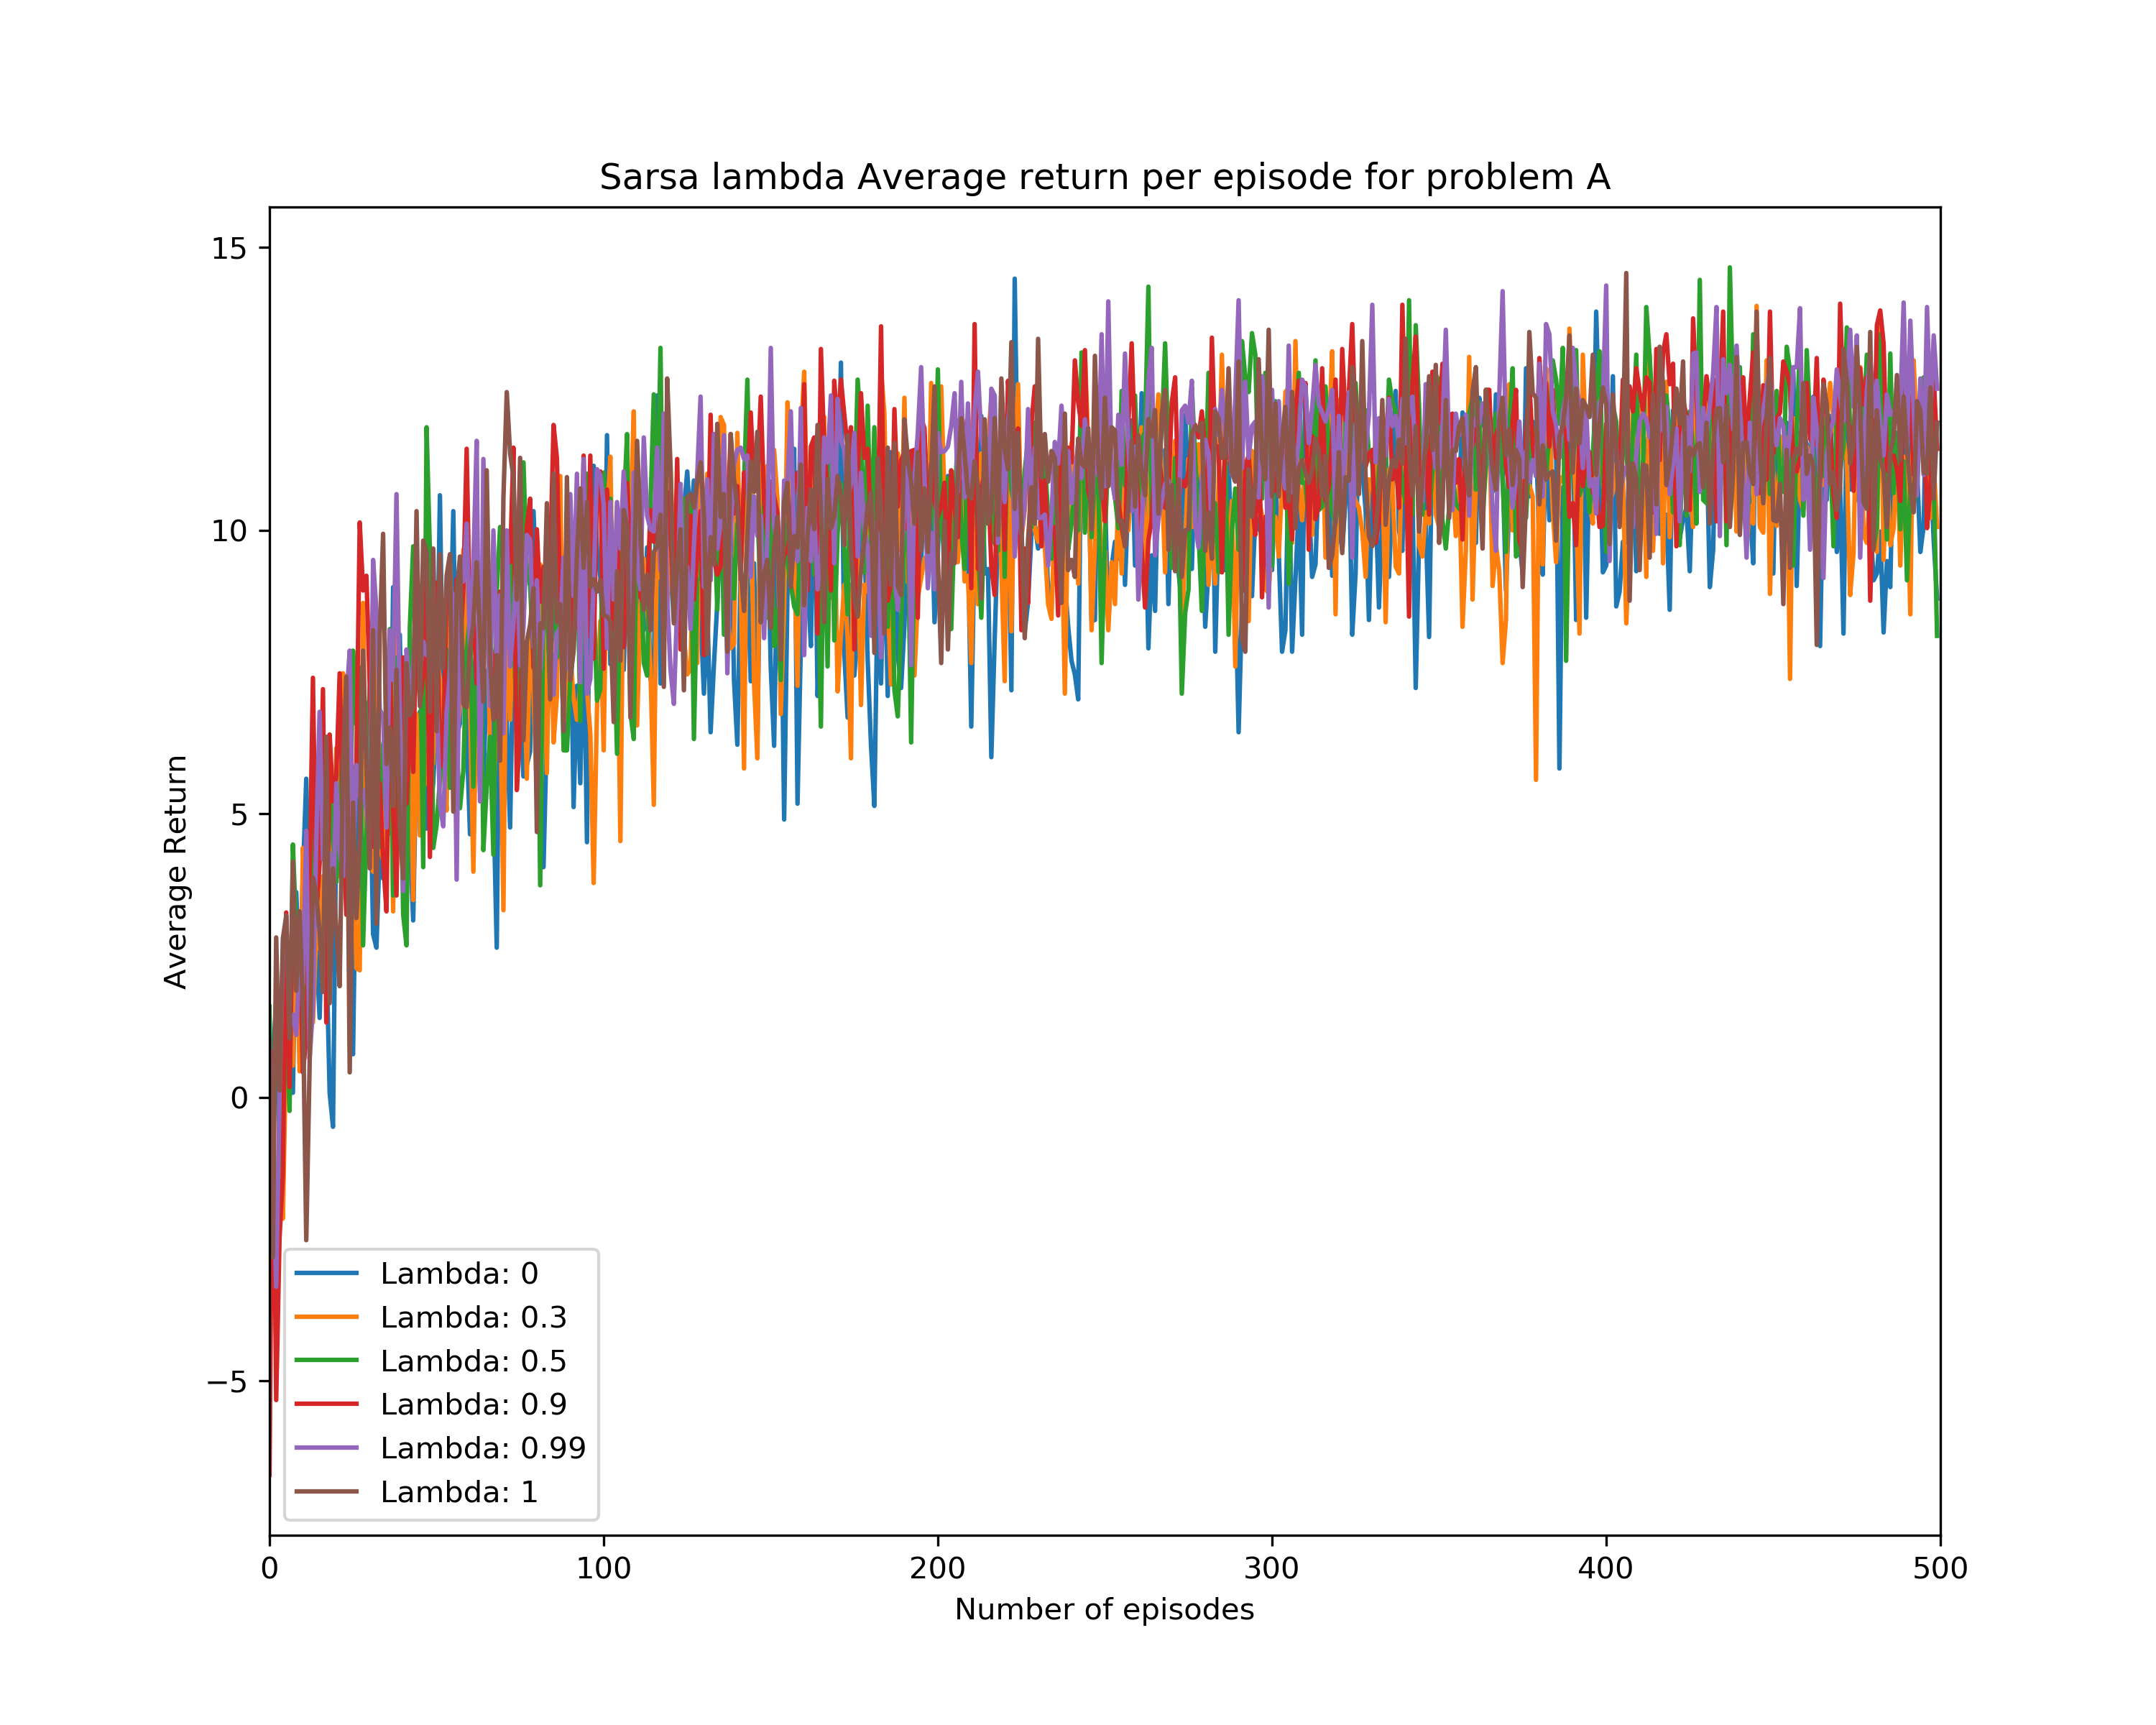 Sarsa lambda Average return per episode for problem A
15
10
5
0
−5
Average Return
Lambda: 0
Lambda: 0.3
Lambda: 0.5
Lambda: 0.9
Lambda: 0.99
Lambda: 1
0 100 200 300 400 500
Number of episodes